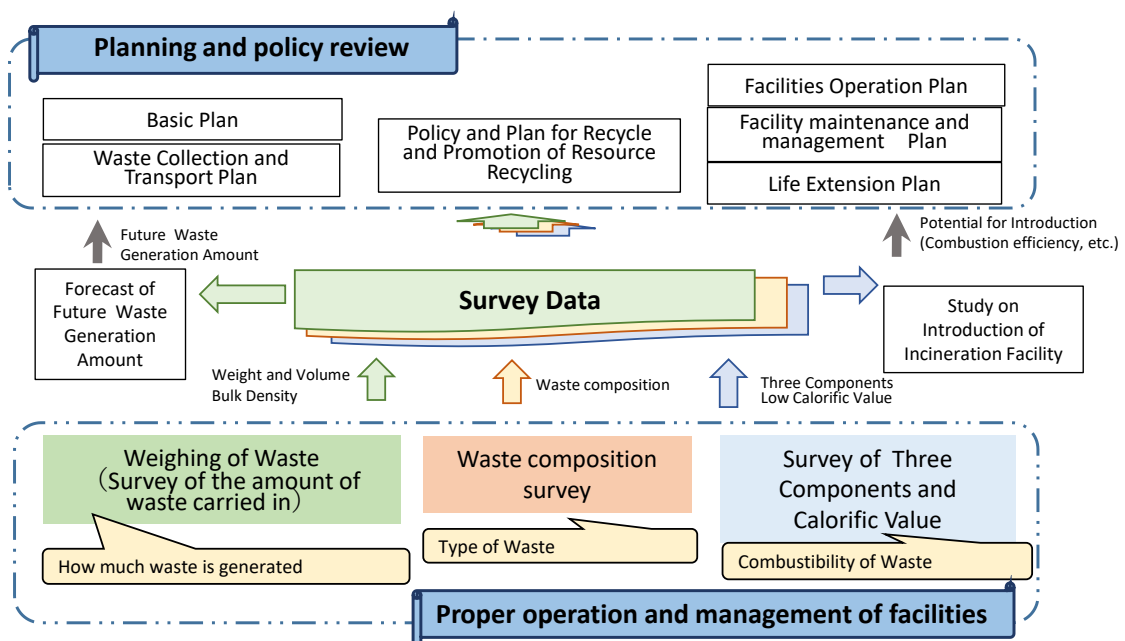 Planning and policy review
Basic Plan
Waste Collection and
Transport Plan
Policy and Plan for Recycle
and Promotion of Resource
Recycling
Facilities Operation Plan
Facility maintenance and
management Plan
Life Extension Plan
Future Waste
Generation Amount
Potential for Introduction
(Combustion efficiency, etc.)
Forecast of
Future Waste
Generation
Amount
Survey Data
Study on
Introduction of
Incineration Facility
Weight and Volume
Bulk Density
Waste composition
Three Components
Low Calorific Value
Weighing of Waste
(Survey of the amount of
waste carried in)
Waste composition
survey
Survey of Three
Components and
Calorific Value
How much waste is generated
Type of Waste
Combustibility of Waste
Proper operation and management of facilities